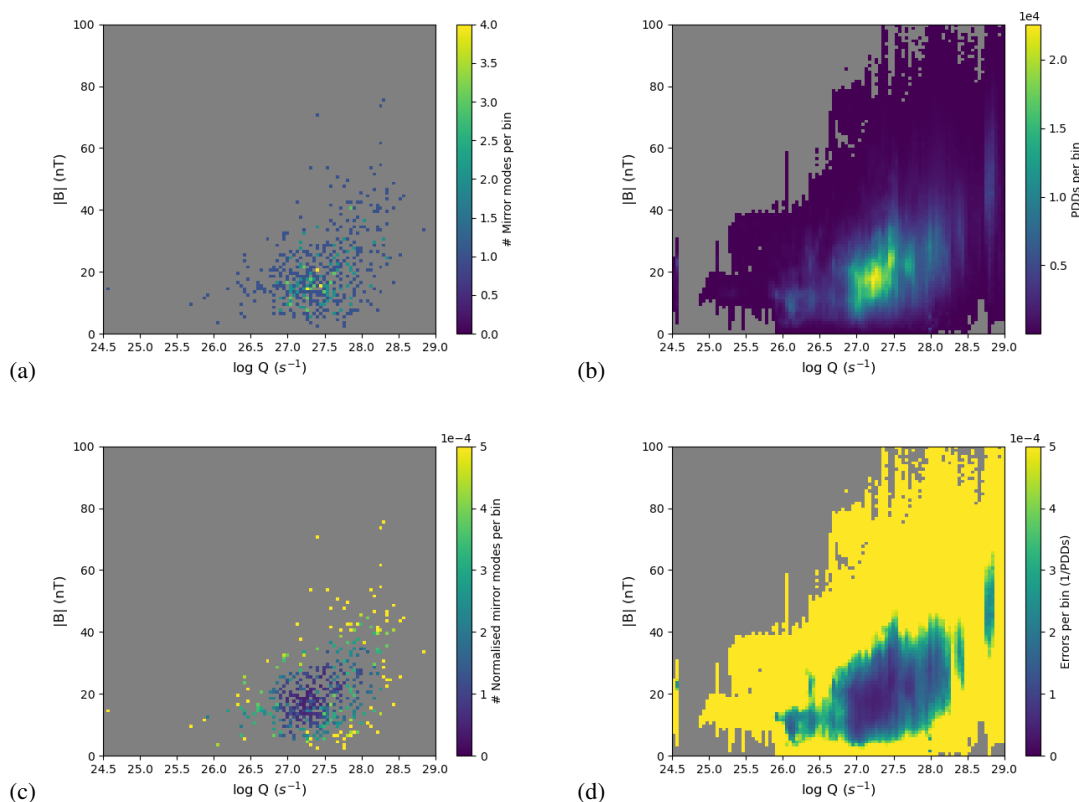 100
80
60
40
20
0
|B| (nT)
24.5 25.0 25.5 26.0 26.5 27.0 27.5 28.0 28.5 29.0
log Q (s⁻¹)
4.0
3.5
3.0
2.5
2.0
1.5
1.0
0.5
0.0
# Mirror modes per bin
(a)
100
80
60
40
20
0
|B| (nT)
24.5 25.0 25.5 26.0 26.5 27.0 27.5 28.0 28.5 29.0
log Q (s⁻¹)
1e4
2.0
1.5
1.0
0.5
PDDs per bin
(b)
100
80
60
40
20
0
|B| (nT)
24.5 25.0 25.5 26.0 26.5 27.0 27.5 28.0 28.5 29.0
log Q (s⁻¹)
1e−4
5
4
3
2
1
0
# Normalised mirror modes per bin
(c)
100
80
60
40
20
0
|B| (nT)
24.5 25.0 25.5 26.0 26.5 27.0 27.5 28.0 28.5 29.0
log Q (s⁻¹)
1e−4
5
4
3
2
1
0
Errors per bin (1/PDDs)
(d)